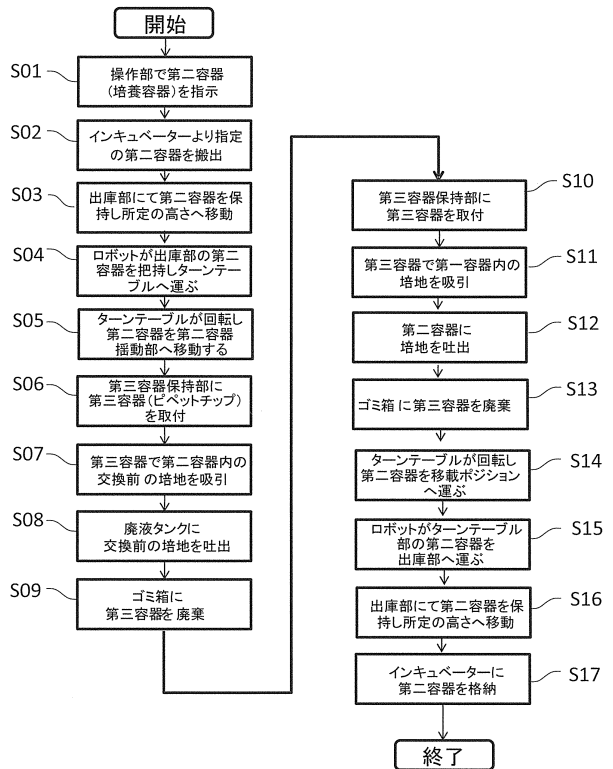 開始
S01
操作部で第二容器
(培養容器)を指示
S02
インキュベーターより指定
の第二容器を搬出
S03
出庫部にて第二容器を保
持し所定の高さへ移動
S04
ロボットが出庫部の第二
容器を把持しターンテー
ブルへ運ぶ
S05
ターンテーブルが回転し
第二容器を第二容器
揺動部へ移動する
S06
第三容器保持部に
第三容器(ピペットチップ)
を取付
S07
第三容器で第二容器内の
交換前の培地を吸引
S08
廃液タンクに
交換前の培地を吐出
S09
ゴミ箱に
第三容器を廃棄
S10
第三容器保持部に
第三容器を取付
S11
第三容器で第一容器内の
培地を吸引
S12
第二容器に
培地を吐出
S13
ゴミ箱に第三容器を廃棄
S14
ターンテーブルが回転し
第二容器を移載ポジション
へ運ぶ
S15
ロボットがターンテーブル
部の第二容器を
出庫部へ運ぶ
S16
出庫部にて第二容器を保
持し所定の高さへ移動
S17
インキュベーターに
第二容器を格納
終了